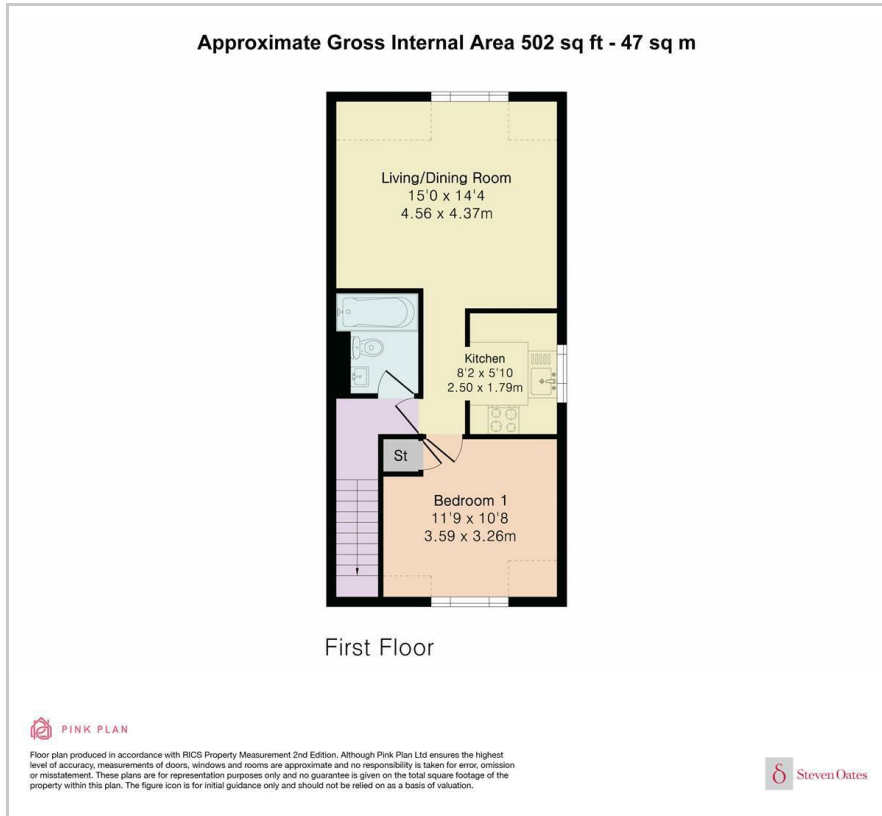 Approximate Gross Internal Area 502 sq ft - 47 sq m
Living/Dining Room
15'0 x 14'4
4.56 x 4.37m
Kitchen
8'2 x 5'10
2.50 x 1.79m
St
Bedroom 1
11'9 x 10'8
3.59 x 3.26m
First Floor
PINK PLAN
Floor plan produced in accordance with RICS Property Measurement 2nd Edition. Although Pink Plan Ltd ensures the highest
level of accuracy, measurements of doors, windows and rooms are approximate and no responsibility is taken for error, omission
or misstatement. These plans are for representation purposes only and no guarantee is given on the total square footage of the
property within this plan. The figure icon is for initial guidance only and should not be relied on as a basis of valuation.
Steven Oates